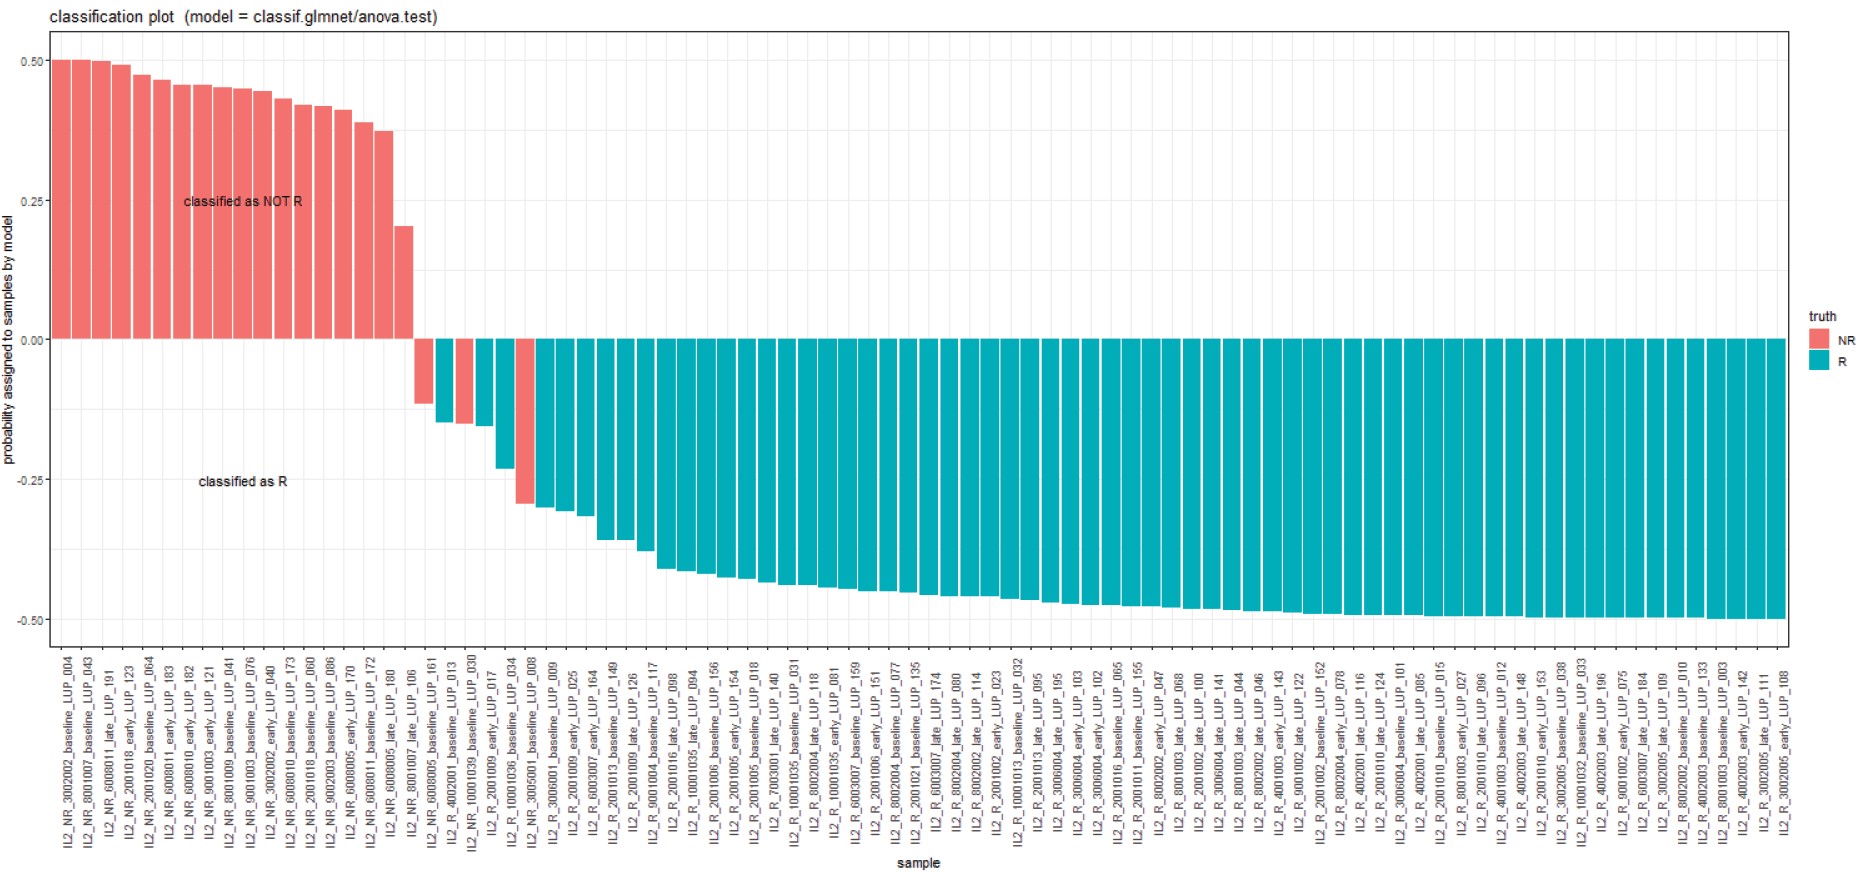 classification plot  (model = classif.glmnet/anova.test)
probability assigned to samples by model
0.50
0.25
0.00
-0.25
-0.50
classified as NOT R
classified as R
truth
NR
R
IL2_NR_3002002_baseline_LUP_004
IL2_NR_8001007_baseline_LUP_043
IL2_NR_6008011_late_LUP_191
IL2_NR_2001018_early_LUP_123
IL2_NR_2001020_baseline_LUP_064
IL2_NR_6008011_early_LUP_183
IL2_NR_6008010_early_LUP_182
IL2_NR_9001003_early_LUP_121
IL2_NR_8001009_baseline_LUP_041
IL2_NR_9001003_baseline_LUP_076
IL2_NR_3002002_early_LUP_040
IL2_NR_6008010_baseline_LUP_173
IL2_NR_2001018_baseline_LUP_060
IL2_NR_9002003_baseline_LUP_086
IL2_NR_6008005_early_LUP_170
IL2_NR_6008011_baseline_LUP_172
IL2_NR_6008005_late_LUP_180
IL2_NR_8001007_late_LUP_106
IL2_NR_6008005_baseline_LUP_161
IL2_R_4002001_baseline_LUP_013
IL2_NR_10001039_baseline_LUP_030
IL2_R_2001009_early_LUP_017
IL2_R_10001036_baseline_LUP_034
IL2_NR_3005001_baseline_LUP_008
IL2_R_3006001_baseline_LUP_009
IL2_R_2001009_early_LUP_025
IL2_R_6003007_early_LUP_164
IL2_R_2001013_baseline_LUP_149
IL2_R_2001009_late_LUP_126
IL2_R_9001004_baseline_LUP_117
IL2_R_2001016_late_LUP_098
IL2_R_10001035_late_LUP_094
IL2_R_2001006_baseline_LUP_156
IL2_R_2001005_early_LUP_154
IL2_R_2001005_baseline_LUP_018
IL2_R_7003001_late_LUP_140
IL2_R_10001035_baseline_LUP_031
IL2_R_8002004_late_LUP_118
IL2_R_10001035_early_LUP_081
IL2_R_6003007_baseline_LUP_159
IL2_R_2001006_early_LUP_151
IL2_R_8002004_baseline_LUP_077
IL2_R_2001021_baseline_LUP_135
IL2_R_6003007_late_LUP_174
IL2_R_8002004_late_LUP_080
IL2_R_8002002_late_LUP_114
IL2_R_2001002_early_LUP_023
IL2_R_10001013_baseline_LUP_032
IL2_R_2001013_late_LUP_095
IL2_R_3006004_late_LUP_195
IL2_R_3006004_early_LUP_103
IL2_R_3006004_early_LUP_102
IL2_R_2001016_baseline_LUP_065
IL2_R_2001011_baseline_LUP_155
IL2_R_8002002_early_LUP_047
IL2_R_8001003_late_LUP_068
IL2_R_2001002_late_LUP_100
IL2_R_3006004_late_LUP_141
IL2_R_8001003_late_LUP_044
IL2_R_8002002_late_LUP_046
IL2_R_4001003_late_LUP_143
IL2_R_9001002_late_LUP_122
IL2_R_2001002_baseline_LUP_152
IL2_R_8002004_early_LUP_078
IL2_R_4002001_late_LUP_116
IL2_R_2001010_late_LUP_124
IL2_R_3006004_baseline_LUP_101
IL2_R_4002001_late_LUP_085
IL2_R_2001010_baseline_LUP_015
IL2_R_8001003_early_LUP_027
IL2_R_2001010_late_LUP_096
IL2_R_4001003_baseline_LUP_012
IL2_R_4002003_late_LUP_148
IL2_R_2001010_early_LUP_153
IL2_R_3002005_baseline_LUP_038
IL2_R_10001032_baseline_LUP_033
IL2_R_4002003_late_LUP_196
IL2_R_9001002_early_LUP_075
IL2_R_6003007_late_LUP_184
IL2_R_3002005_late_LUP_109
IL2_R_8002002_baseline_LUP_010
IL2_R_4002003_baseline_LUP_133
IL2_R_8001003_baseline_LUP_003
IL2_R_4002003_early_LUP_142
IL2_R_3002005_late_LUP_111
IL2_R_3002005_early_LUP_108
sample